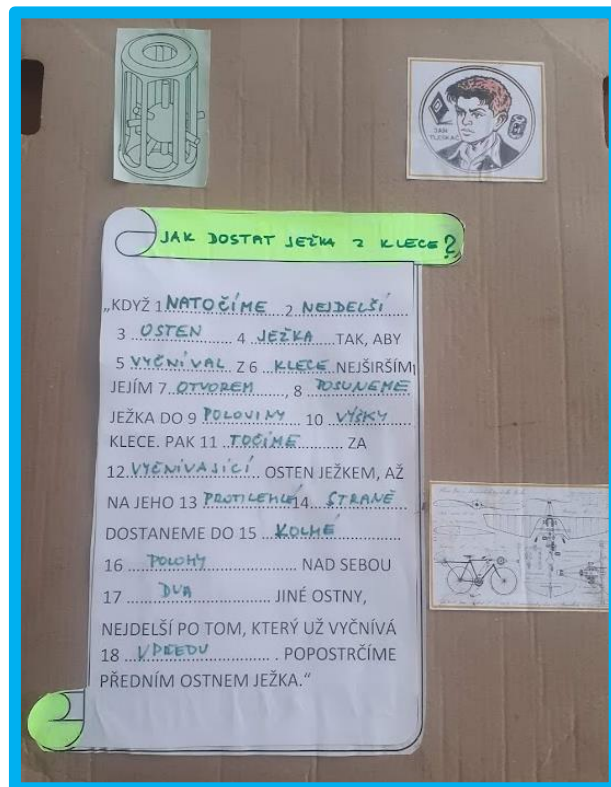 JAN
TLESKAČ
JAK DOSTAT JEŽKA Z KLECE?
„KDYŽ 1 NATOČÍME 2 NEJDELŠÍ
3 OSTEN 4 JEŽKA TAK, ABY
5 VYČNÍVAL Z 6 KLECE NEJŠIRŠÍM
JEJÍM 7 OTVOREM, 8 POSUNEME
JEŽKA DO 9 POLOVINY 10 VÝŠKY
KLECE. PAK 11 TOČÍME ZA
12 VYČNÍVAJÍCÍ OSTEN JEŽKEM, AŽ
NA JEHO 13 PROTILEHLÉ 14 STRANĚ
DOSTANEME DO 15 KOLMÉ
16 POLOHY NAD SEBOU
17 DVA JINÉ OSTNY,
NEJDELŠÍ PO TOM, KTERÝ UŽ VYČNÍVÁ
18 VPŘEDU. POPOSTRČÍME
PŘEDNÍM OSTNEM JEŽKA.“